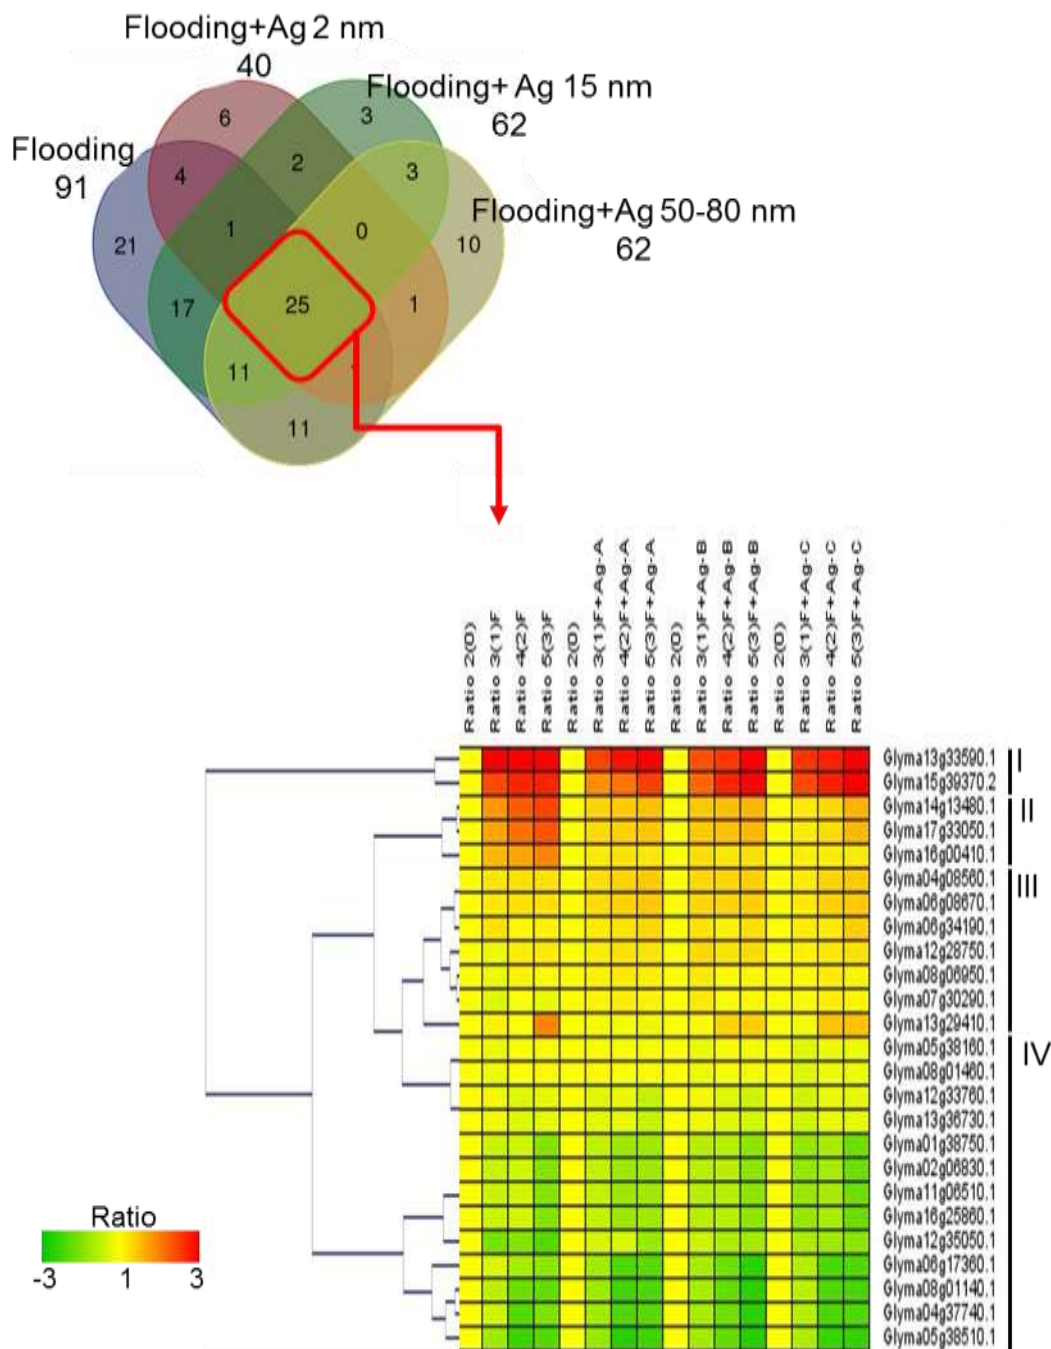 Flooding+Ag 2 nm
40
Flooding+ Ag 15 nm
62
Flooding
91
Flooding+Ag 50-80 nm
62
6
3
4
2
3
21
1
0
10
17
25
1
11
11
Ratio 2(0)
Ratio 3(1)F
Ratio 4(2)F
Ratio 5(3)F
Ratio 2(0)
Ratio 3(1)F+Ag-A
Ratio 4(2)F+Ag-A
Ratio 5(3)F+Ag-A
Ratio 2(0)
Ratio 3(1)F+Ag-B
Ratio 4(2)F+Ag-B
Ratio 5(3)F+Ag-B
Ratio 2(0)
Ratio 3(1)F+Ag-C
Ratio 4(2)F+Ag-C
Ratio 5(3)F+Ag-C
Glyma13g33590.1
Glyma15g39370.2
I
Glyma14g13480.1
Glyma17g33050.1
Glyma16g00410.1
II
Glyma04g08560.1
Glyma06g08670.1
Glyma06g34190.1
Glyma12g28750.1
Glyma08g06950.1
Glyma07g30290.1
Glyma13g29410.1
III
Glyma05g38160.1
Glyma08g01460.1
Glyma12g33760.1
Glyma13g36730.1
Glyma01g38750.1
Glyma02g06830.1
Glyma11g06510.1
Glyma16g25860.1
Glyma12g35050.1
Glyma06g17360.1
Glyma08g01140.1
Glyma04g37740.1
Glyma05g38510.1
IV
Ratio
-3
1
3